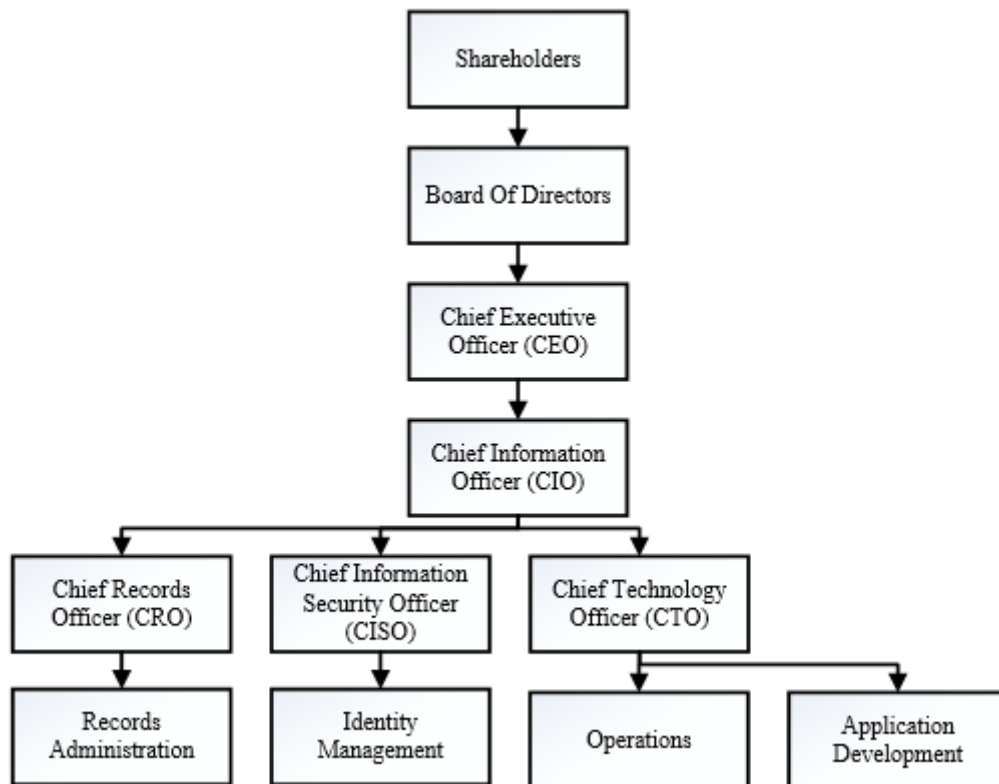 Shareholders
Board Of Directors
Chief Executive
Officer (CEO)
Chief Information
Officer (CIO)
Chief Records
Officer (CRO)
Chief Information
Security Officer
(CISO)
Chief Technology
Officer (CTO)
Records
Administration
Identity
Management
Operations
Application
Development